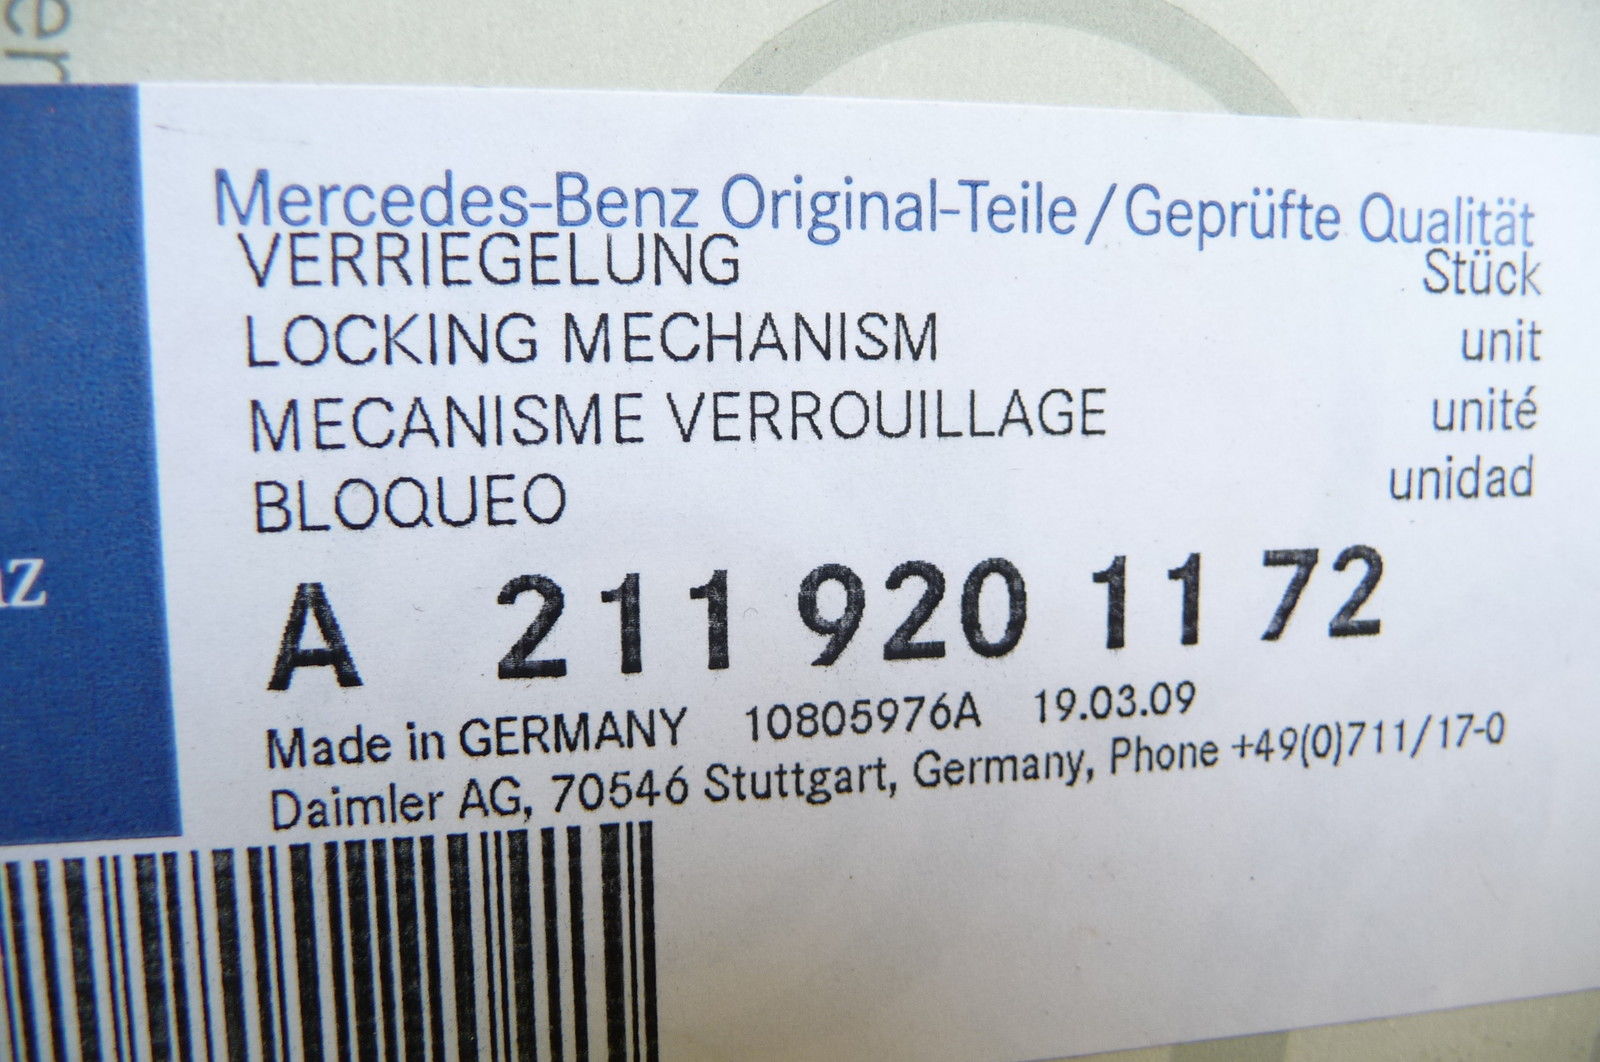 er
Mercedes-Benz Original-Teile/Geprüfte Qualität
VERRIEGELUNG Stück
LOCKING MECHANISM unit
MECANISME VERROUILLAGE unité
BLOQUEO unidad
nz
A 211 920 11 72
Made in GERMANY 10805976A 19.03.09
Daimler AG, 70546 Stuttgart, Germany, Phone +49(0)711/17-0